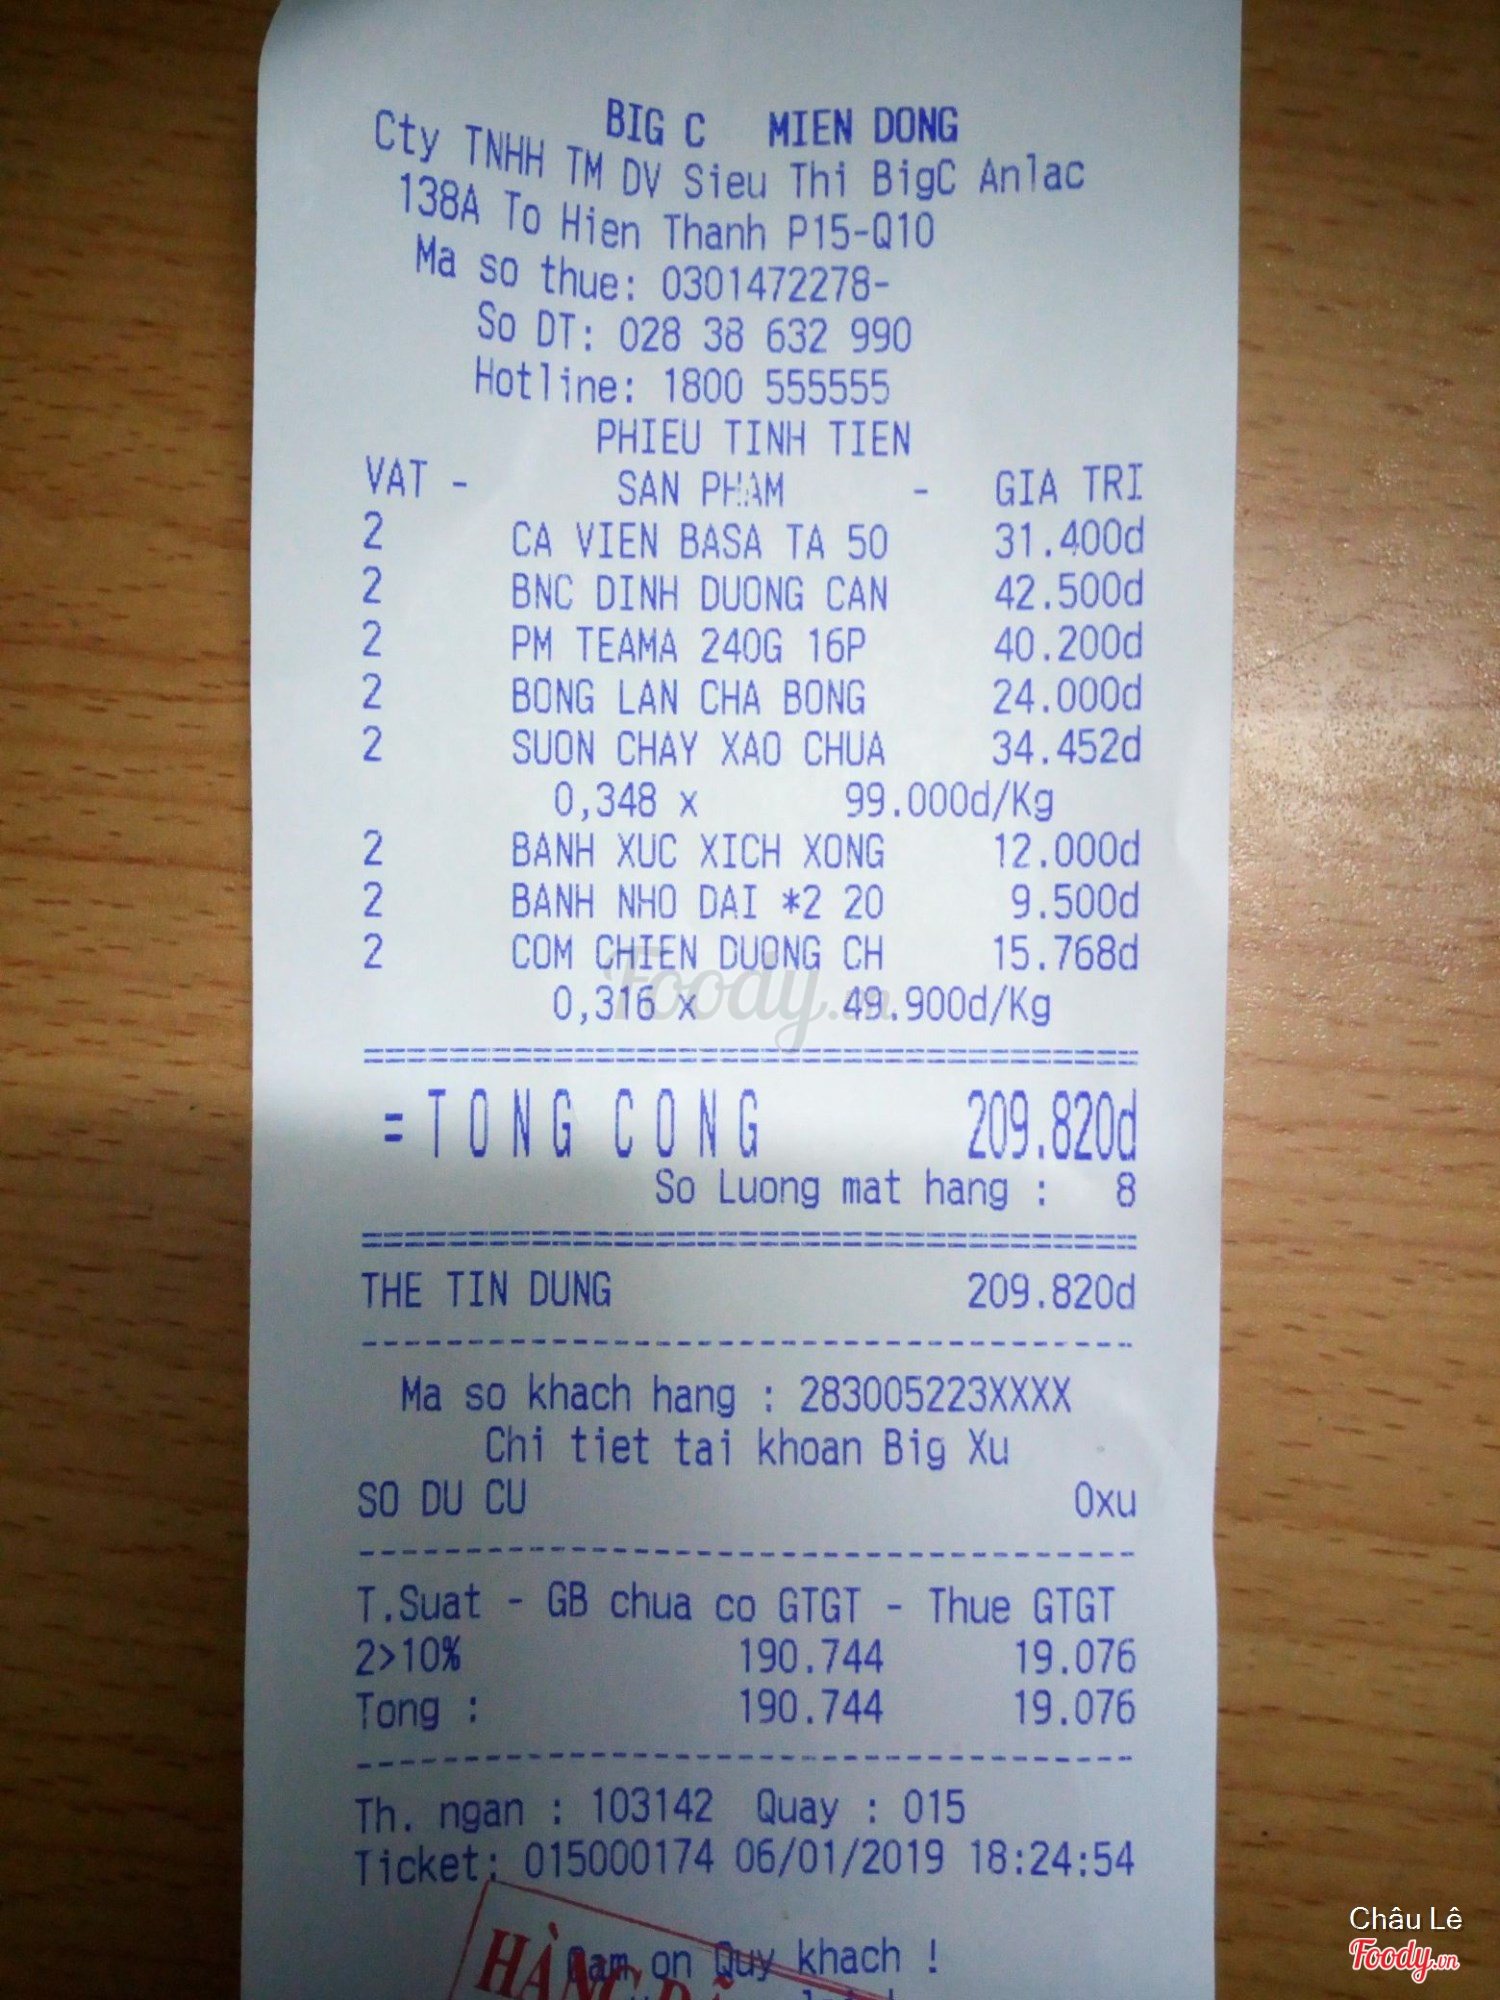 BIG C MIEN DONG
Cty TNHH TM DV Sieu Thi BigC Anlac
138A To Hien Thanh P15-Q10
Ma so thue: 0301472278-
So DT: 028 38 632 990
Hotline: 1800 555555
PHIEU TINH TIEN
VAT - SAN PHAM - GIA TRI
2 CA VIEN BASA TA 50 31.400d
2 BNC DINH DUONG CAN 42.500d
2 PM TEAMA 240G 16P 40.200d
2 BONG LAN CHA BONG 24.000d
2 SUON CHAY XAO CHUA 34.452d
0,348 x 99.000d/Kg
2 BANH XUC XICH XONG 12.000d
2 BANH NHO DAI *2 20 9.500d
2 COM CHIEN DUONG CH 15.768d
0,316 x 49.900d/Kg
Foody.vn
= TONG CONG 209.820d
So Luong mat hang : 8
THE TIN DUNG 209.820d
Ma so khach hang : 283005223XXXX
Chi tiet tai khoan Big Xu
SO DU CU 0xu
T.Suat - GB chua co GTGT - Thue GTGT
2>10% 190.744 19.076
Tong : 190.744 19.076
Th. ngan : 103142 Quay : 015
Ticket: 015000174 06/01/2019 18:24:54
Cam on Quy khach !
HÀNG
Châu Lê
Foody.vn